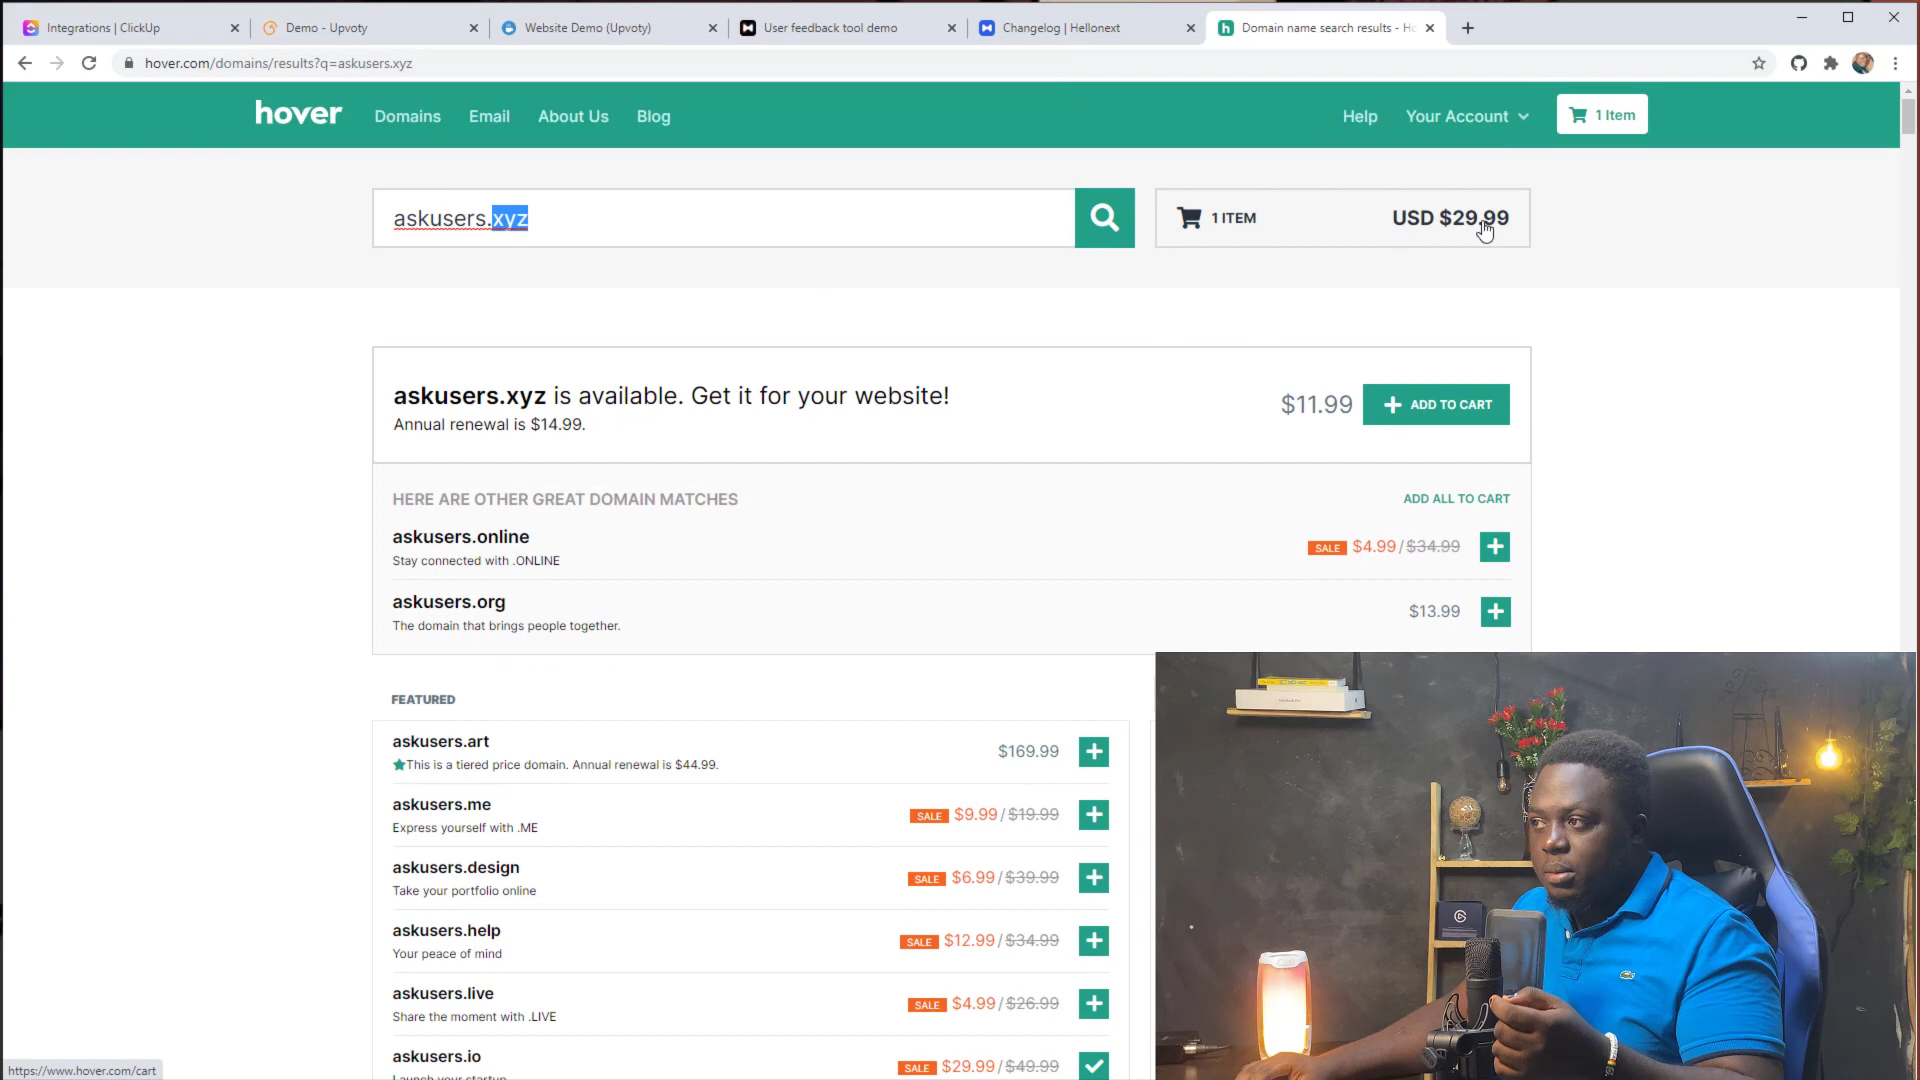 Integrations | ClickUp
Demo - Upvoty
Website Demo (Upvoty)
User feedback tool demo
Changelog | Hellonext
Domain name search results - Ho
hover.com/domains/results?q=askusers.xyz
hover
Domains
Email
About Us
Blog
Help
Your Account
1 Item
askusers.xyz
1 ITEM
USD $29.99
askusers.xyz is available. Get it for your website!
Annual renewal is $14.99.
$11.99
ADD TO CART
HERE ARE OTHER GREAT DOMAIN MATCHES
ADD ALL TO CART
askusers.online
Stay connected with .ONLINE
SALE $4.99/$34.99
askusers.org
The domain that brings people together.
$13.99
FEATURED
askusers.art
This is a tiered price domain. Annual renewal is $44.99.
$169.99
askusers.me
Express yourself with .ME
SALE $9.99/$19.99
askusers.design
Take your portfolio online
SALE $6.99/$39.99
askusers.help
Your peace of mind
SALE $12.99/$34.99
askusers.live
Share the moment with .LIVE
SALE $4.99/$26.99
askusers.io
Launch your startup
SALE $29.99/$49.99
https://www.hover.com/cart